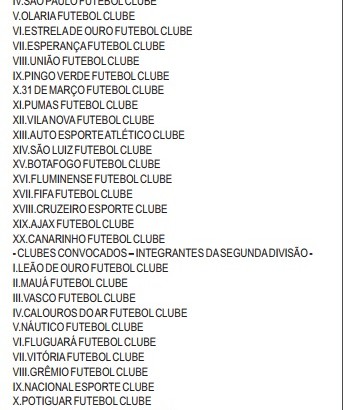 IV.SÃO PAULO FUTEBOL CLUBE
V.OLARIA FUTEBOL CLUBE
VI.ESTRELA DE OURO FUTEBOL CLUBE
VII.ESPERANÇA FUTEBOL CLUBE
VIII.UNIÃO FUTEBOL CLUBE
IX.PINGO VERDE FUTEBOL CLUBE
X.31 DE MARÇO FUTEBOL CLUBE
XI.PUMAS FUTEBOL CLUBE
XII.VILA NOVA FUTEBOL CLUBE
XIII.AUTO ESPORTE ATLÉTICO CLUBE
XIV.SÃO LUIZ FUTEBOL CLUBE
XV.BOTAFOGO FUTEBOL CLUBE
XVI.FLUMINENSE FUTEBOL CLUBE
XVII.FIFA FUTEBOL CLUBE
XVIII.CRUZEIRO ESPORTE CLUBE
XIX.AJAX FUTEBOL CLUBE
XX.CANARINHO FUTEBOL CLUBE
- CLUBES CONVOCADOS – INTEGRANTES DA SEGUNDA DIVISÃO -
I.LEÃO DE OURO FUTEBOL CLUBE
II.MAUÁ FUTEBOL CLUBE
III.VASCO FUTEBOL CLUBE
IV.CALOUROS DO AR FUTEBOL CLUBE
V.NÁUTICO FUTEBOL CLUBE
VI.FLUGUARÁ FUTEBOL CLUBE
VII.VITÓRIA FUTEBOL CLUBE
VIII.GRÊMIO FUTEBOL CLUBE
IX.NACIONAL ESPORTE CLUBE
X.POTIGUAR FUTEBOL CLUBE